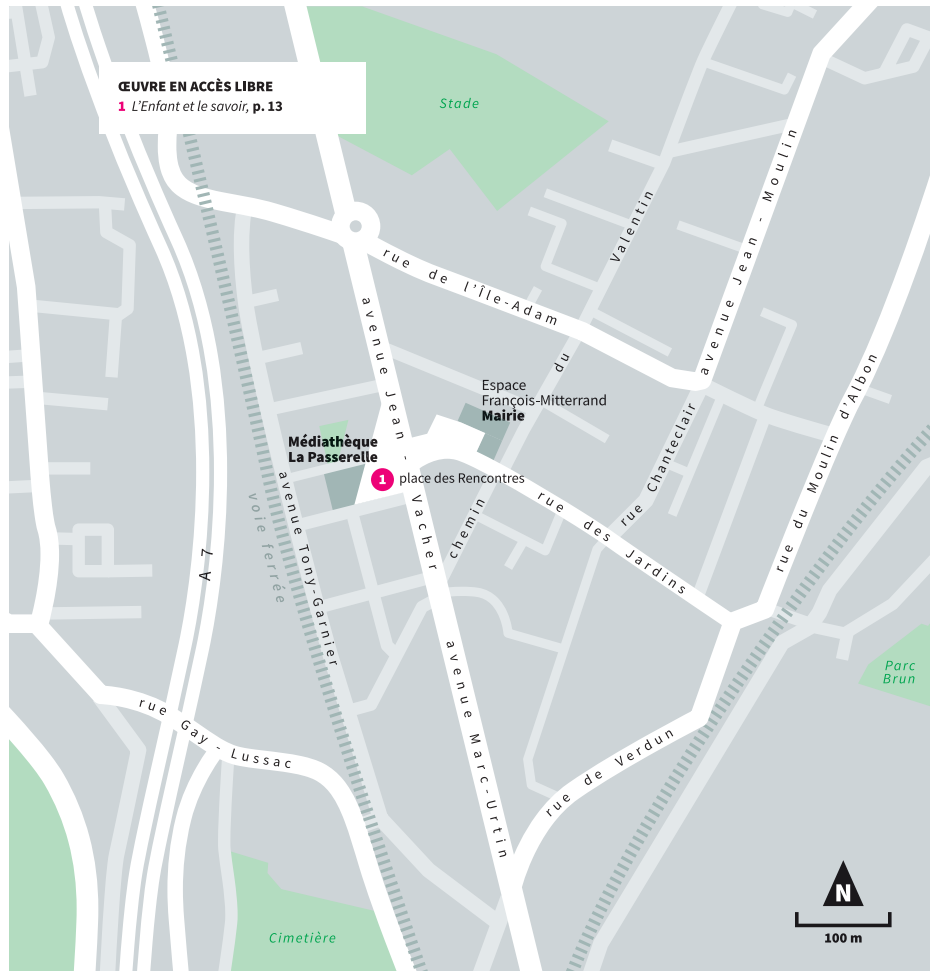 ŒUVRE EN ACCÈS LIBRE
1 L’Enfant et le savoir, p. 13
Stade
rue de l’Île-Adam
avenue Jean - Moulin
chemin du Valentin
avenue Jean - Vacher
Espace
François-Mitterrand
Mairie
Médiathèque
La Passerelle
1 place des Rencontres
rue Chanteclair
rue du Moulin d’Albon
rue des Jardins
avenue Tony-Garnier
voie ferrée
A 7
avenue Marc-Urtin
Parc
Brun
rue Gay - Lussac
rue de Verdun
Cimetière
N
100 m